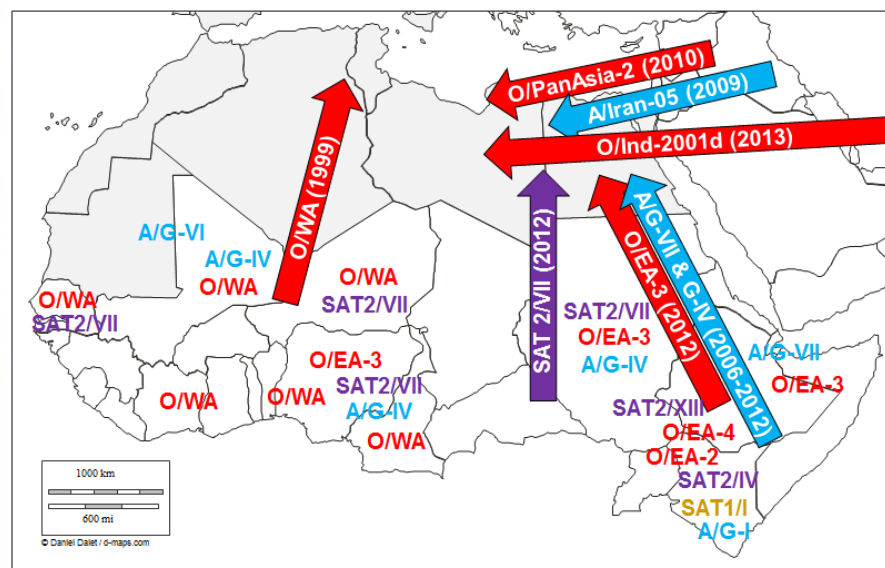 O/PanAsia-2 (2010)
A/Iran-05 (2009)
O/Ind-2001d (2013)
O/WA (1999)
SAT 2/VII (2012)
O/EA-3 (2012)
A/G-VII & G-IV (2006-2012)
A/G-VI
A/G-IV
O/WA
O/WA
SAT2/VII
O/WA
SAT2/VII
SAT2/VII
O/EA-3
A/G-IV
A/G-VII
O/EA-3
O/EA-3
SAT2/VII
A/G-IV
O/WA
O/WA
O/WA
SAT2/XIII
O/EA-4
O/EA-2
SAT2/IV
SAT1/I
A/G-I
1000 km
600 mi
© Daniel Dalet / d-maps.com